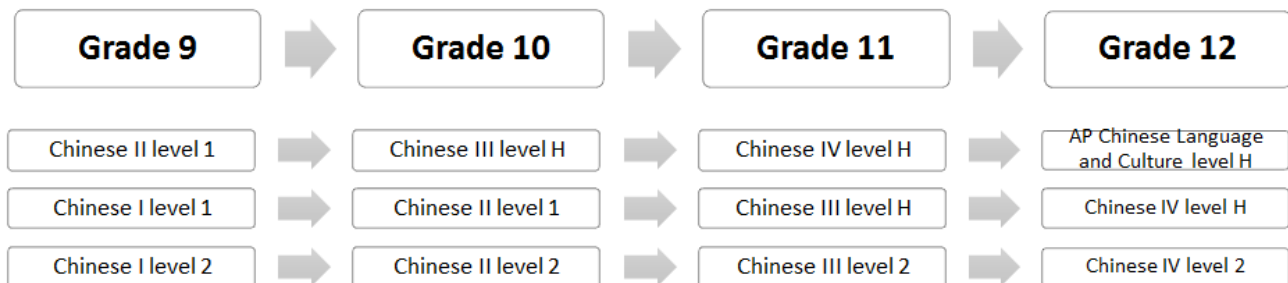 Grade 9
Grade 10
Grade 11
Grade 12
Chinese II level 1
Chinese III level H
Chinese IV level H
AP Chinese Language
and Culture level H
Chinese I level 1
Chinese II level 1
Chinese III level H
Chinese IV level H
Chinese I level 2
Chinese II level 2
Chinese III level 2
Chinese IV level 2